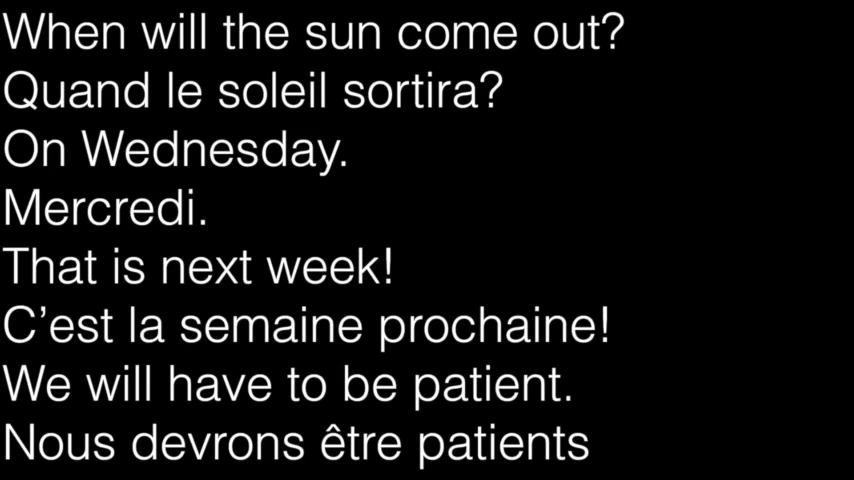 When will the sun come out?
Quand le soleil sortira?
On Wednesday.
Mercredi.
That is next week!
C’est la semaine prochaine!
We will have to be patient.
Nous devrons être patients